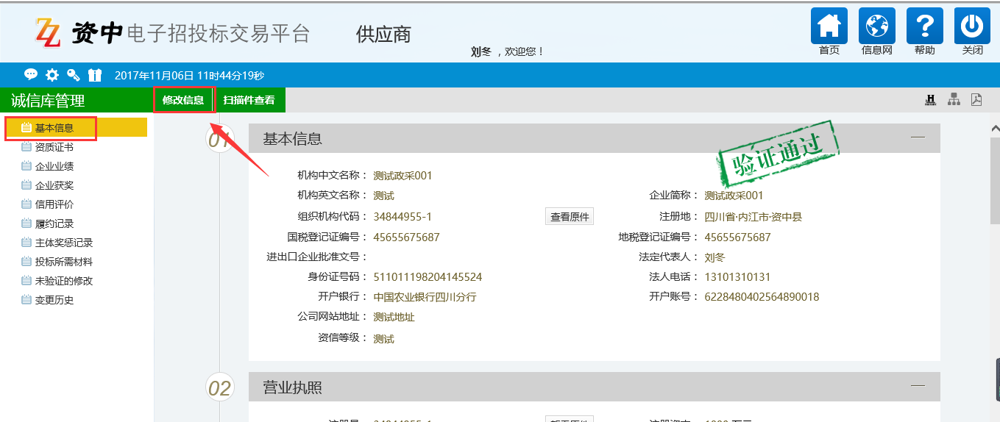 资中 电子招投标交易平台 供应商
刘冬 ，欢迎您！
首页 信息网 帮助 关闭
2017年11月06日 11时44分19秒
诚信库管理 修改信息 扫描件查看
H
HISTORY
基本信息
资质证书
企业业绩
企业获奖
信用评价
履约记录
主体奖惩记录
投标所需材料
未验证的修改
变更历史
01 基本信息
验证通过
机构中文名称： 测试政采001
机构英文名称： 测试 企业简称： 测试政采001
组织机构代码： 34844955-1 查看原件 注册地： 四川省·内江市·资中县
国税登记证编号： 45655675687 地税登记证编号： 45655675687
进出口企业批准文号： 法定代表人： 刘冬
身份证号码： 511011198204145524 法人电话： 13101310131
开户银行： 中国农业银行四川分行 开户账号： 6228480402564890018
公司网站地址： 测试地址
资信等级： 测试
02 营业执照